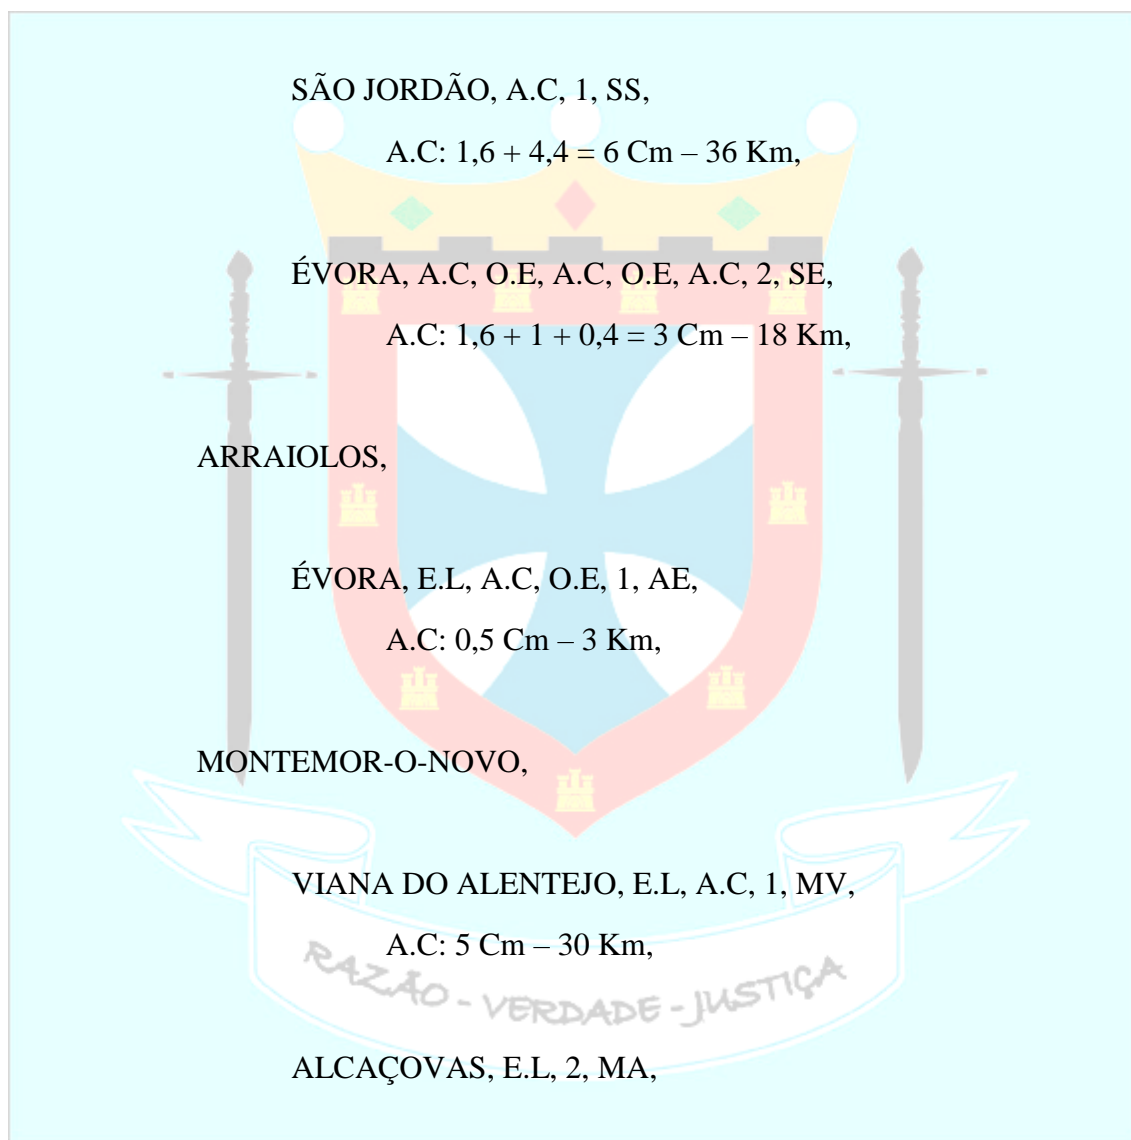 SÃO JORDÃO, A.C, 1, SS,
A.C: 1,6 + 4,4 = 6 Cm – 36 Km,
ÉVORA, A.C, O.E, A.C, O.E, A.C, 2, SE,
A.C: 1,6 + 1 + 0,4 = 3 Cm – 18 Km,
ARRAIOLOS,
ÉVORA, E.L, A.C, O.E, 1, AE,
A.C: 0,5 Cm – 3 Km,
MONTEMOR-O-NOVO,
VIANA DO ALENTEJO, E.L, A.C, 1, MV,
A.C: 5 Cm – 30 Km,
RAZÃO - VERDADE - JUSTIÇA
ALCAÇOVAS, E.L, 2, MA,